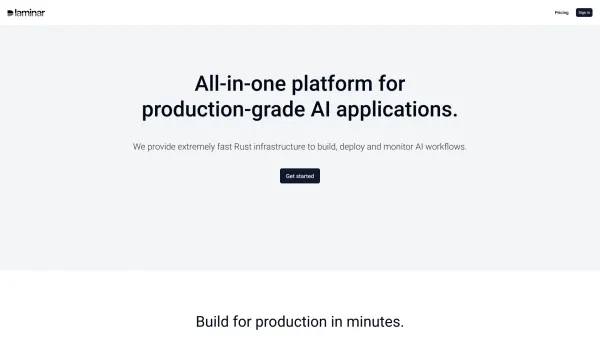 laminar
Pricing
Sign in
All-in-one platform for
production-grade AI applications.
We provide extremely fast Rust infrastructure to build, deploy and monitor AI workflows.
Get started
Build for production in minutes.